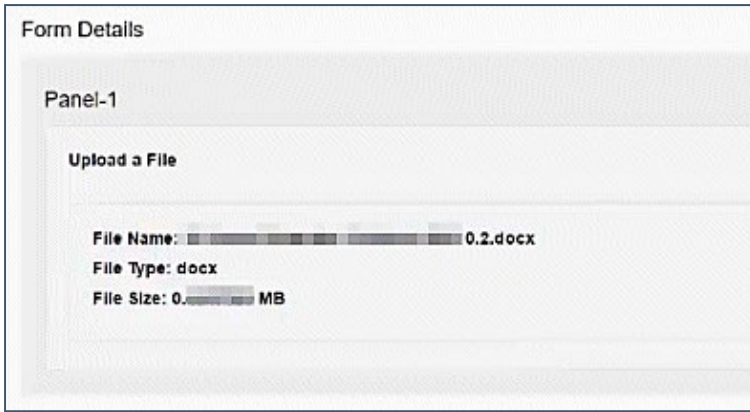 Form Details
Panel-1
Upload a File
File Name: 0.2.docx
File Type: docx
File Size: 0. MB